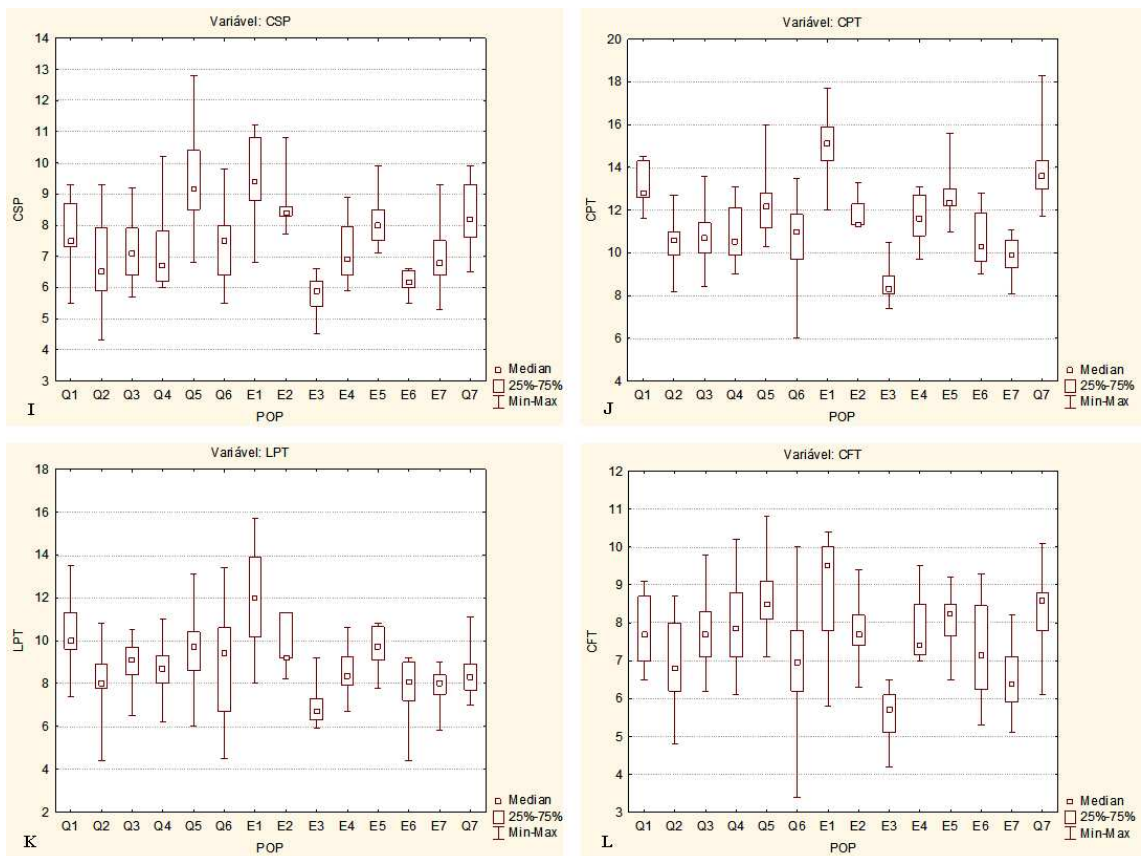 Variável: CSP
14
13
12
11
10
9
8
7
6
5
4
3
CSP
Q1 Q2 Q3 Q4 Q5 Q6 E1 E2 E3 E4 E5 E6 E7 Q7
POP
Median
25%-75%
Min-Max
I
Variável: CPT
20
18
16
14
12
10
8
6
4
CPT
Q1 Q2 Q3 Q4 Q5 Q6 E1 E2 E3 E4 E5 E6 E7 Q7
POP
Median
25%-75%
Min-Max
J
Variável: LPT
18
16
14
12
10
8
6
4
2
LPT
Q1 Q2 Q3 Q4 Q5 Q6 E1 E2 E3 E4 E5 E6 E7 Q7
POP
Median
25%-75%
Min-Max
K
Variável: CFT
12
11
10
9
8
7
6
5
4
3
CFT
Q1 Q2 Q3 Q4 Q5 Q6 E1 E2 E3 E4 E5 E6 E7 Q7
POP
Median
25%-75%
Min-Max
L